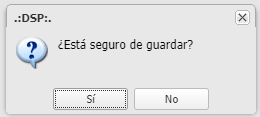 .:DSP:.
¿Está seguro de guardar?
Sí
No